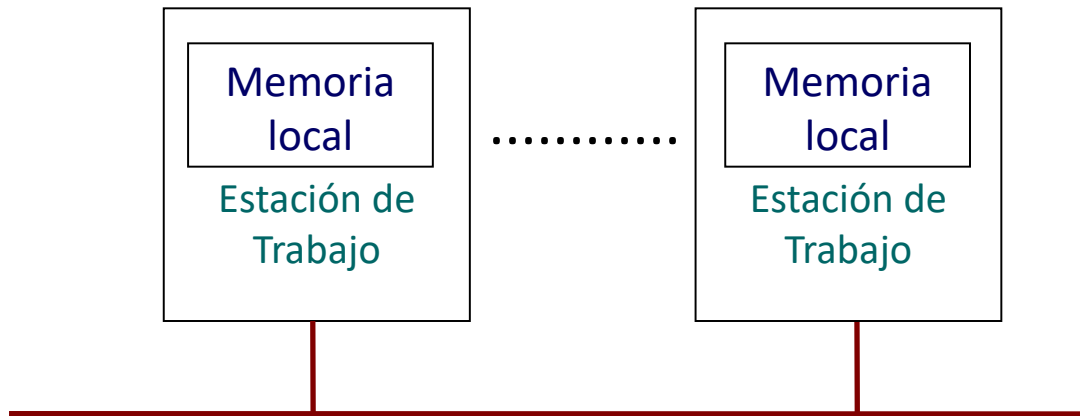 Memoria
local
Estación de
Trabajo
............
Memoria
local
Estación de
Trabajo